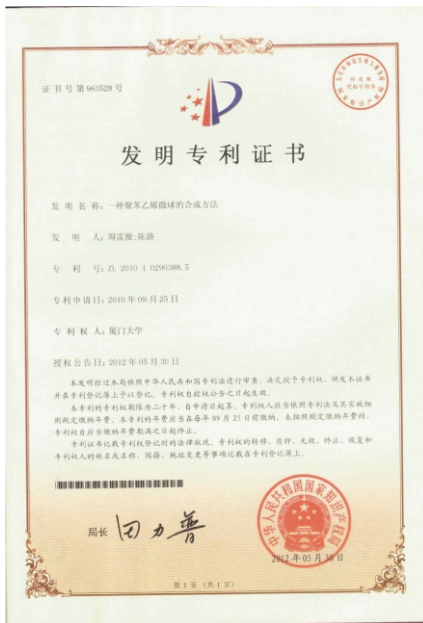 证书号第963528号
发明专利证书
发 明 名 称：一种聚苯乙烯微球的合成方法
发 明 人：周雷激;陈曦
专 利 号：ZL 2010 1 0290388.5
专利申请日：2010年09月25日
专 利 权 人：厦门大学
授权公告日：2012年05月30日
本发明经过本局依照中华人民共和国专利法进行审查，决定授予专利权，颁发本证书
并在专利登记簿上予以登记。专利权自授权公告之日起生效。
本专利的专利权期限为二十年，自申请日起算。专利权人应当依照专利法及其实施细
则规定缴纳年费。本专利的年费应当在每年09月25日前缴纳。未按照规定缴纳年费的，
专利权自应当缴纳年费期满之日起终止。
专利证书记载专利权登记时的法律状况。专利权的转移、质押、无效、终止、恢复和
专利权人的姓名或名称、国籍、地址变更等事项记载在专利登记簿上。
局长 田力普
中华人民共和国国家知识产权局
2012年05月30日
第 1 页（共 1 页）